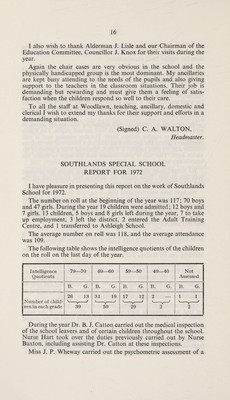 16
I also wish to thank Alderman J. Lisle and our Chairman of the
Education Committee, Councillor J. Knox for their visits during the
year.
Again the chair cases are very obvious in the school and the
physically handicapped group is the most dominant. My ancillaries
are kept busy attending to the needs of the pupils and also giving
support to the teachers in the classroom situations. Their job is
demanding but rewarding and must give them a feeling of satis-
faction when the children respond so well to their care.
To all the staff at Woodlawn, teaching, ancillary, domestic and
clerical I wish to extend my thanks for their support and efforts in a
demanding situation.
(Signed) C. A. WALTON,
Headmaster.
SOUTHLANDS SPECIAL SCHOOL
REPORT FOR 1972
I have pleasure in presenting this report on the work of Southlands
School for 1972.
The number on roll at the beginning of the year was 117; 70 boys
and 47 girls. During the year 19 children were admitted; 12 boys and
7 girls. 13 children, 5 boys and 8 girls left during the year, 7 to take
up employment, 3 left the district, 2 entered the Adult Training
Centre, and 1 transferred to Ashleigh School.
The average number on roll was 118, and the average attendance
was 109.
The following table shows the intelligence quotients of the children
on the roll on the last day of the year.
Intelligence Quotients 79—70 69—60 59—50 49—40 Not Assessed
B. G. B. G. B. G. B. G. B. G.
Number of child- 26 13 31 19 17 12 2 — 1 1
ren in each grade 39 50 29 2 2
During the year Dr. B. J. Catton carried out the medical inspection
of the school leavers and of certain children throughout the school.
Nurse Hart took over the duties previously carried out by Nurse
Buxton, including assisting Dr. Catton at these inspections.
Miss J. P. Wheway carried out the psychometric assessment of a